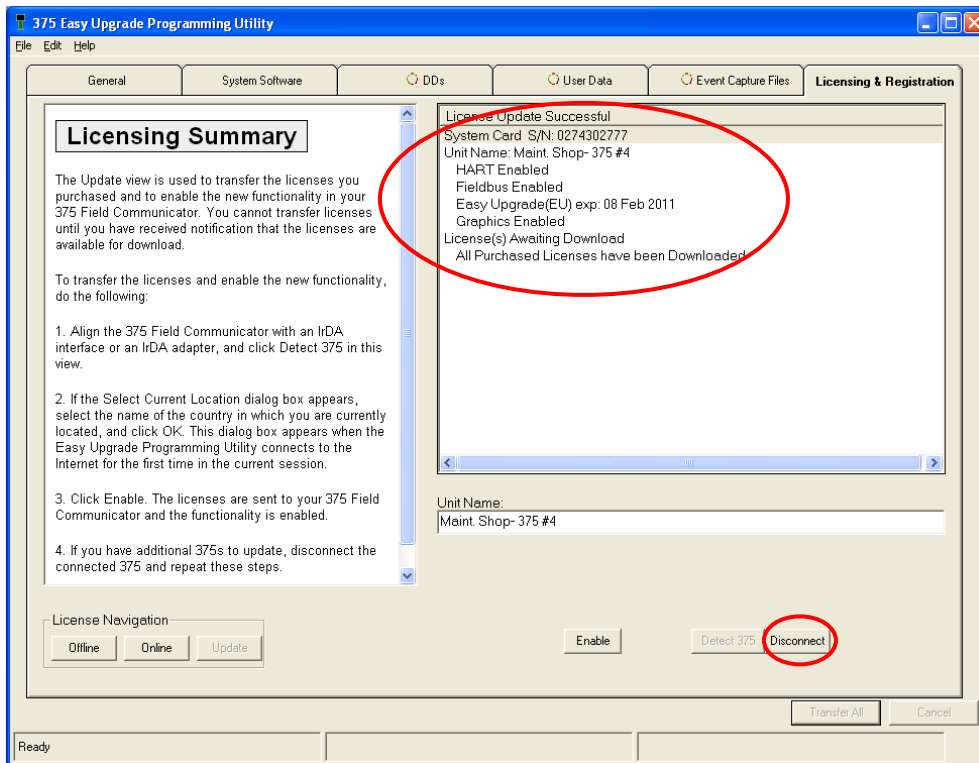 375 Easy Upgrade Programming Utility
File Edit Help
General System Software DDs User Data Event Capture Files Licensing & Registration
Licensing Summary
The Update view is used to transfer the licenses you
purchased and to enable the new functionality in your
375 Field Communicator. You cannot transfer licenses
until you have received notification that the licenses are
available for download.
To transfer the licenses and enable the new functionality,
do the following:
1. Align the 375 Field Communicator with an IrDA
interface or an IrDA adapter, and click Detect 375 in this
view.
2. If the Select Current Location dialog box appears,
select the name of the country in which you are currently
located, and click OK. This dialog box appears when the
Easy Upgrade Programming Utility connects to the
Internet for the first time in the current session.
3. Click Enable. The licenses are sent to your 375 Field
Communicator and the functionality is enabled.
4. If you have additional 375s to update, disconnect the
connected 375 and repeat these steps.
License Update Successful
System Card S/N: 0274302777
Unit Name: Maint. Shop- 375 #4
HART Enabled
Fieldbus Enabled
Easy Upgrade(EU) exp: 08 Feb 2011
Graphics Enabled
License(s) Awaiting Download
All Purchased Licenses have been Downloaded
Unit Name:
Maint. Shop- 375 #4
License Navigation
Offline Online Update
Enable Detect 375 Disconnect
Transfer All Cancel
Ready